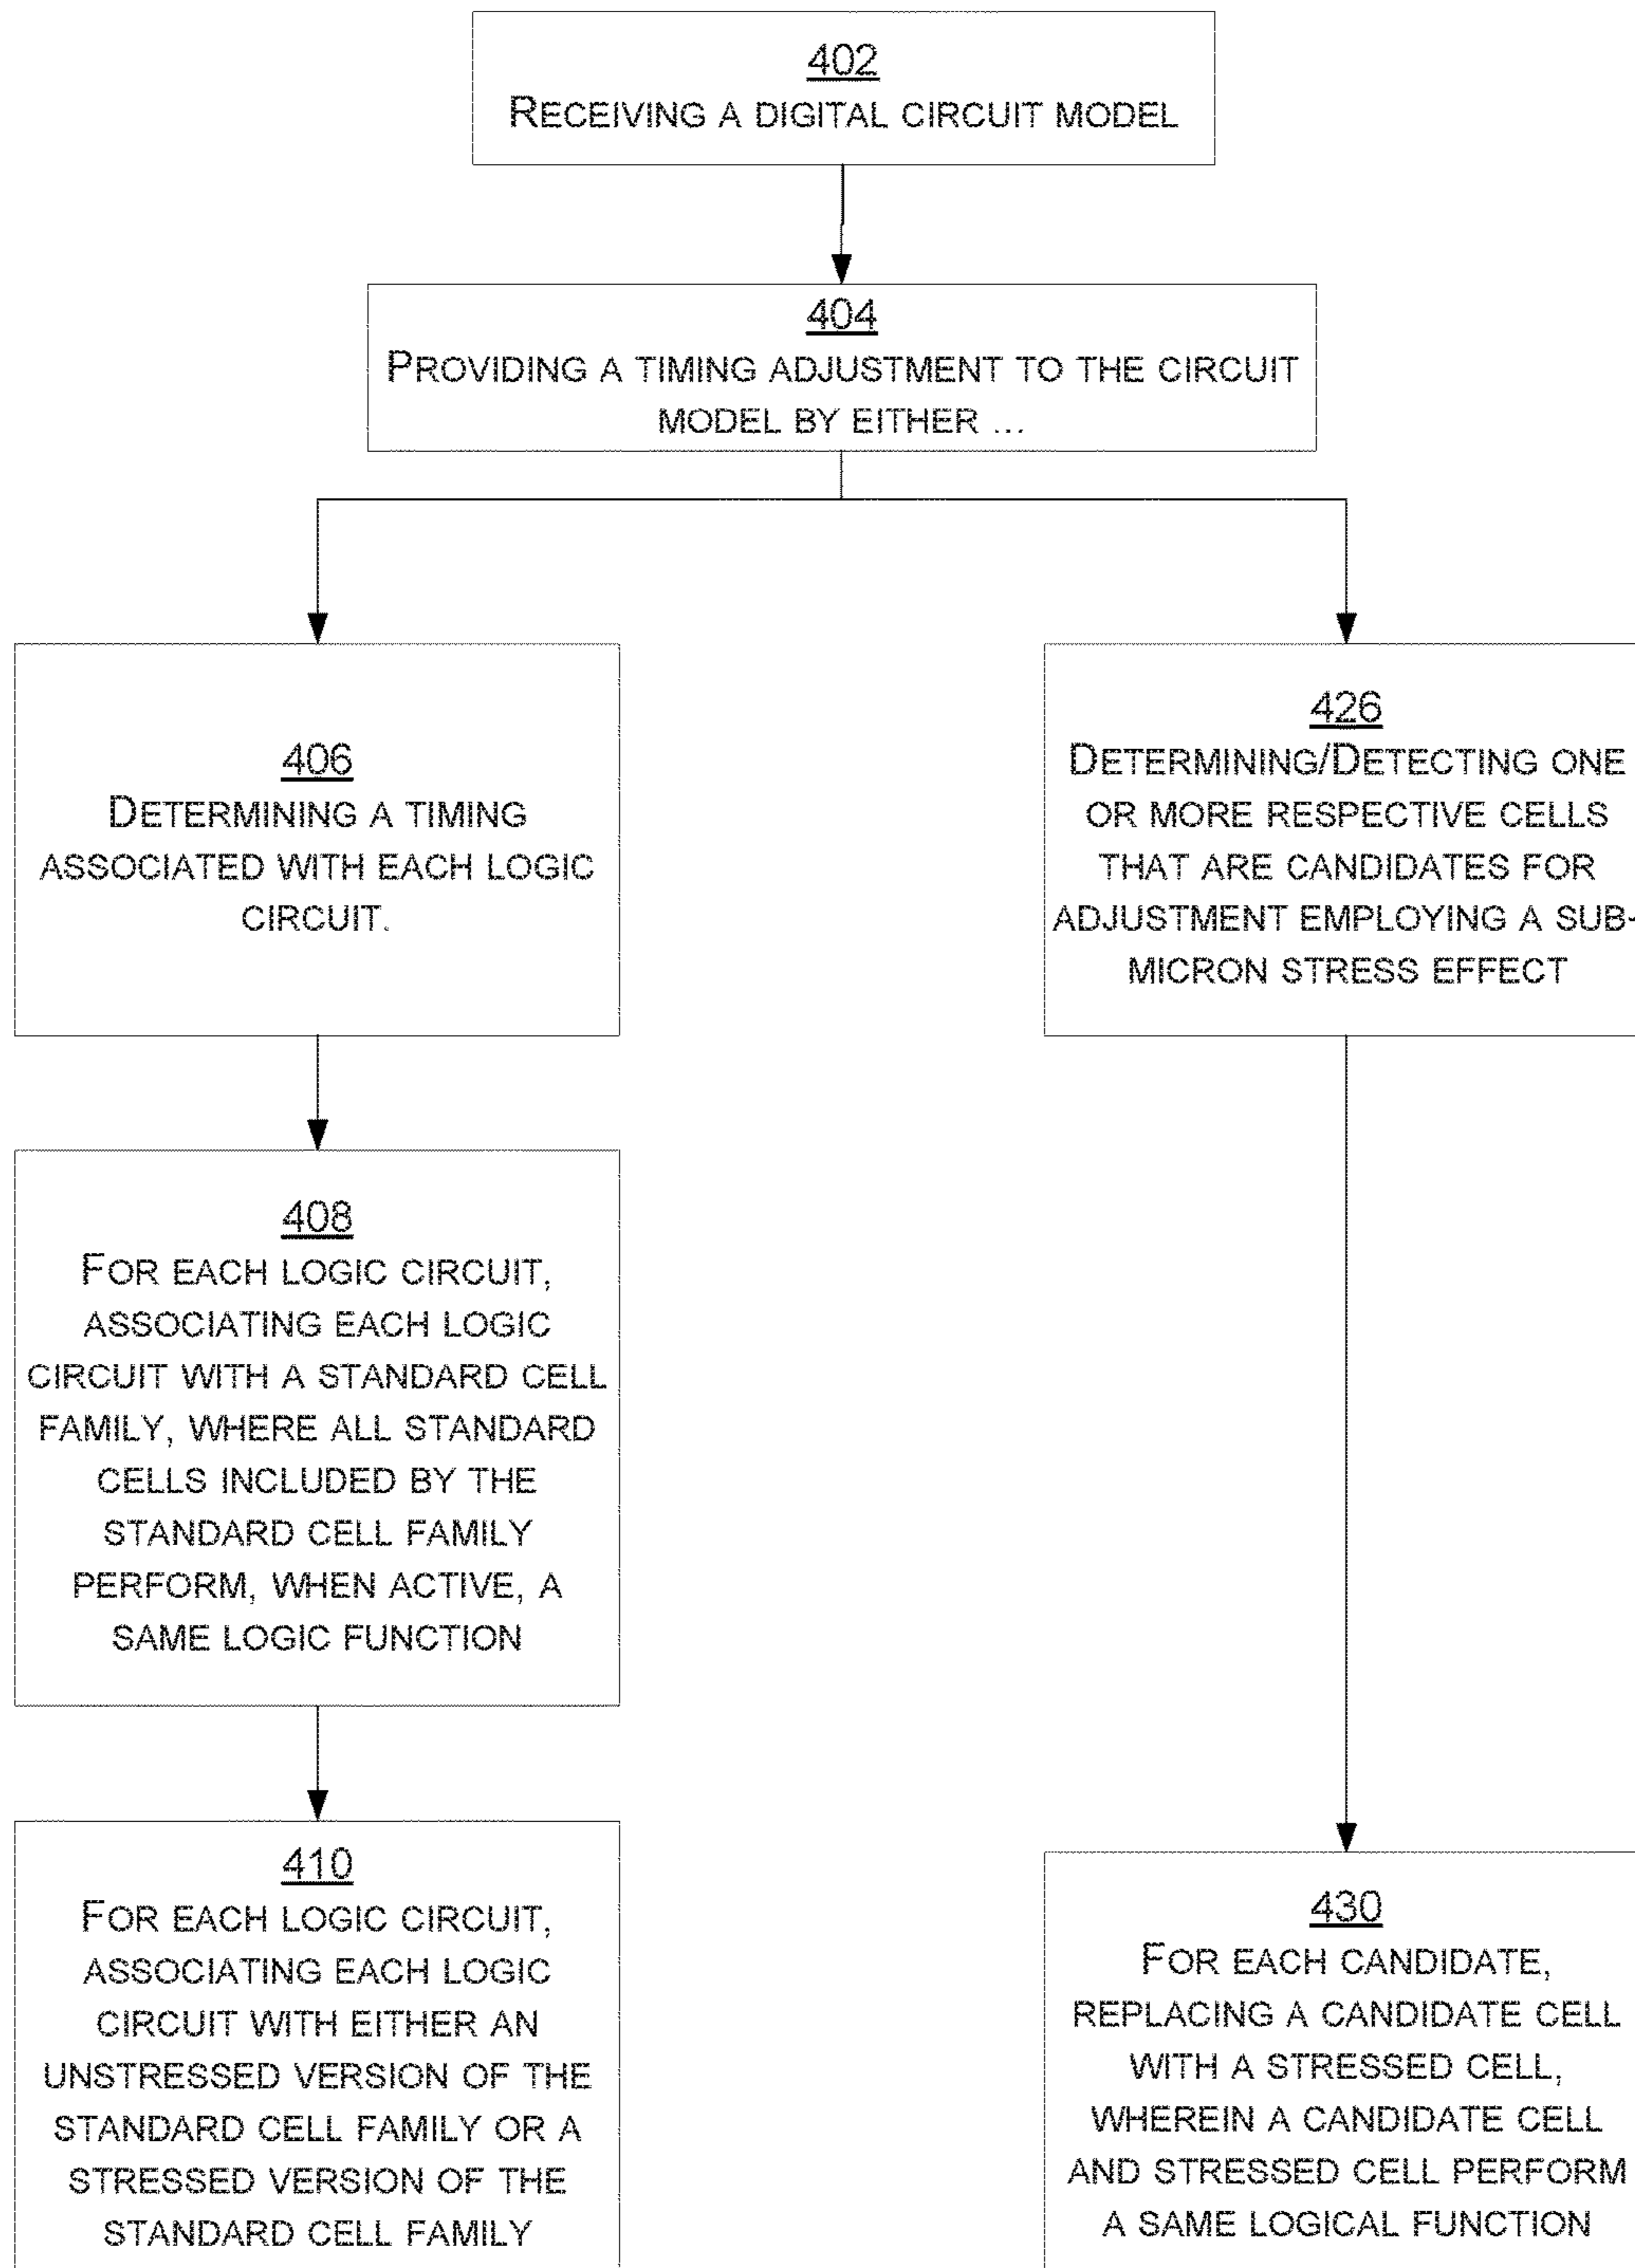 402
RECEIVING A DIGITAL CIRCUIT MODEL
404
PROVIDING A TIMING ADJUSTMENT TO THE CIRCUIT
MODEL BY EITHER ...
406
DETERMINING A TIMING
ASSOCIATED WITH EACH LOGIC
CIRCUIT.
408
FOR EACH LOGIC CIRCUIT,
ASSOCIATING EACH LOGIC
CIRCUIT WITH A STANDARD CELL
FAMILY, WHERE ALL STANDARD
CELLS INCLUDED BY THE
STANDARD CELL FAMILY
PERFORM, WHEN ACTIVE, A
SAME LOGIC FUNCTION
410
FOR EACH LOGIC CIRCUIT,
ASSOCIATING EACH LOGIC
CIRCUIT WITH EITHER AN
UNSTRESSED VERSION OF THE
STANDARD CELL FAMILY OR A
STRESSED VERSION OF THE
STANDARD CELL FAMILY
426
DETERMINING/DETECTING ONE
OR MORE RESPECTIVE CELLS
THAT ARE CANDIDATES FOR
ADJUSTMENT EMPLOYING A SUB-
MICRON STRESS EFFECT
430
FOR EACH CANDIDATE,
REPLACING A CANDIDATE CELL
WITH A STRESSED CELL,
WHEREIN A CANDIDATE CELL
AND STRESSED CELL PERFORM
A SAME LOGICAL FUNCTION